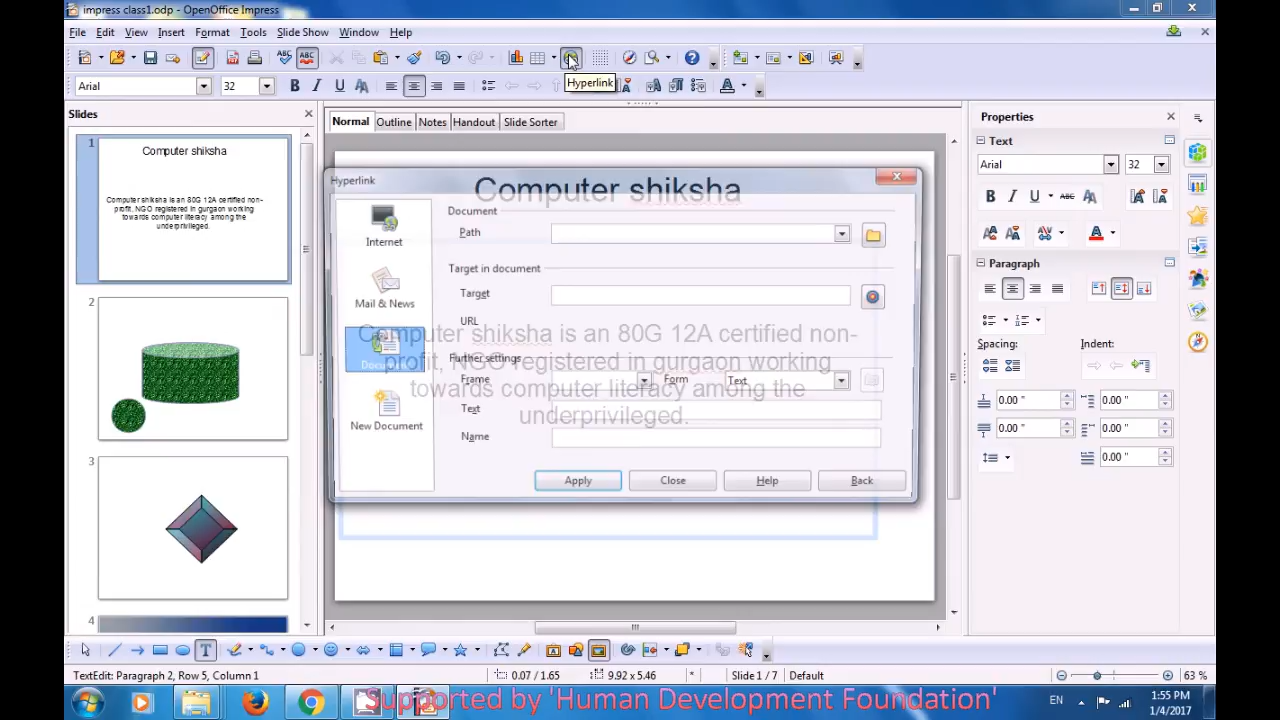 impress class1.odp - OpenOffice Impress
File Edit View Insert Format Tools Slide Show Window Help
Arial 32
Hyperlink
Slides
Normal Outline Notes Handout Slide Sorter
Properties
1
Computer shiksha
Computer shiksha is an 80G 12A certified non-
profit, NGO registered in gurgaon working
towards computer literacy among the
underprivileged.
2
3
4
Hyperlink
Computer shiksha
Internet
Mail & News
Document
New Document
Document
Path
Target in document
Target
URL
Computer shiksha is an 80G 12A certified non-
profit, NGO registered in gurgaon working
towards computer literacy among the
underprivileged.
Further settings
Frame Form Text
Text
Name
Apply Close Help Back
Text
Arial 32
Paragraph
Spacing: Indent:
0.00 " 0.00 "
0.00 " 0.00 "
0.00 "
TextEdit: Paragraph 2, Row 5, Column 1 0.07 / 1.65 9.92 x 5.46 * Slide 1 / 7 Default 63 %
Supported by 'Human Development Foundation'
EN 1:55 PM
1/4/2017